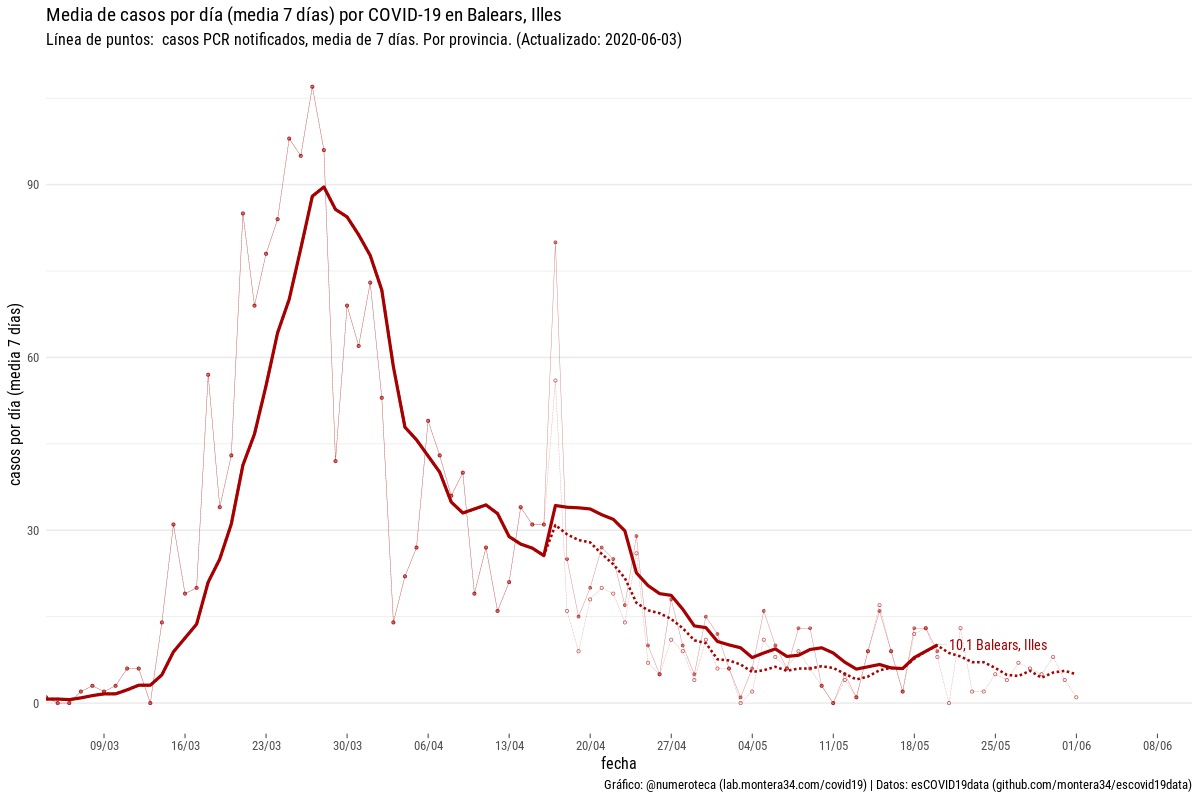 Media de casos por día (media 7 días) por COVID-19 en Balears, Illes
Línea de puntos:  casos PCR notificados, media de 7 días. Por provincia. (Actualizado: 2020-06-03)
casos por día (media 7 días)
90
60
30
0
10,1 Balears, Illes
09/03 16/03 23/03 30/03 06/04 13/04 20/04 27/04 04/05 11/05 18/05 25/05 01/06 08/06
fecha
Gráfico: @numeroteca (lab.montera34.com/covid19) | Datos: esCOVID19data (github.com/montera34/escovid19data)